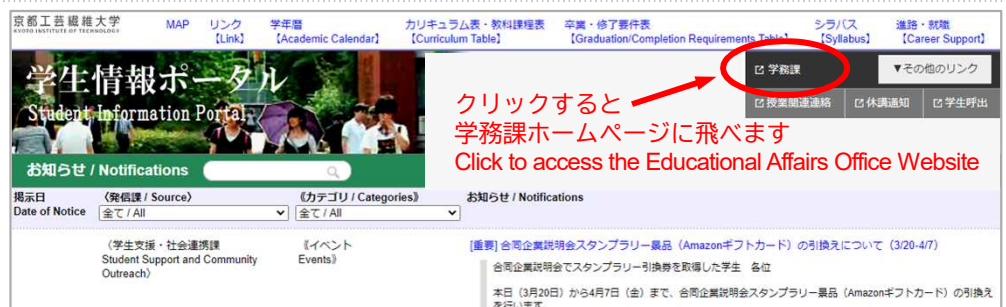 京都工芸繊維大学
KYOTO INSTITUTE OF TECHNOLOGY
MAP
リンク
【Link】
学年暦
【Academic Calendar】
カリキュラム表・教科課程表
【Curriculum Table】
卒業・修了要件表
【Graduation/Completion Requirements Table】
シラバス
【Syllabus】
進路・就職
【Career Support】
学生情報ポータル
Student Information Portal
学務課
▼その他のリンク
授業関連連絡
休講通知
学生呼出
クリックすると
学務課ホームページに飛べます
Click to access the Educational Affairs Office Website
お知らせ / Notifications
掲示日
Date of Notice
〈発信課 / Source〉
全て / All
《カテゴリ / Categories》
全て / All
お知らせ / Notifications
〈学生支援・社会連携課
Student Support and Community
Outreach〉
《イベント
Events》
[重要] 合同企業説明会スタンプラリー景品（Amazonギフトカード）の引換えについて（3/20-4/7）
合同企業説明会でスタンプラリー引換券を取得した学生 各位
本日（3月20日）から4月7日（金）まで、合同企業説明会スタンプラリー景品（Amazonギフトカード）の引換え
を行います